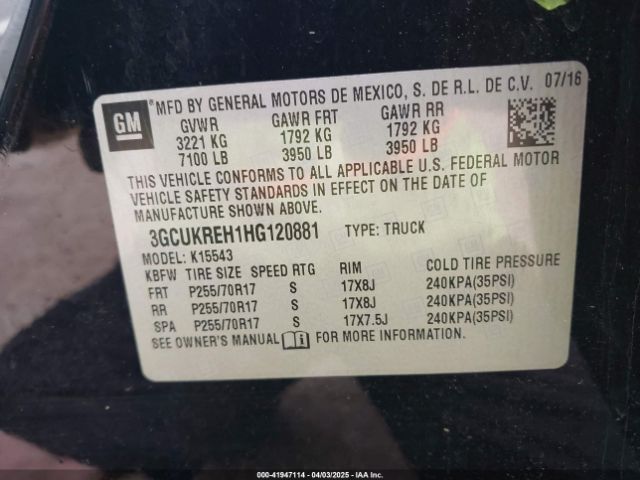 GM ®MFD BY GENERAL MOTORS DE MEXICO, S. DE R.L. DE C.V. 07/16
GVWR GAWR FRT GAWR RR
3221 KG 1792 KG 1792 KG
7100 LB 3950 LB 3950 LB
THIS VEHICLE CONFORMS TO ALL APPLICABLE U.S. FEDERAL MOTOR
VEHICLE SAFETY STANDARDS IN EFFECT ON THE DATE OF
MANUFACTURE SHOWN ABOVE.
3GCUKREH1HG120881 TYPE: TRUCK
MODEL: K15543
KBFW TIRE SIZE SPEED RTG RIM COLD TIRE PRESSURE
FRT P255/70R17 S 17X8J 240KPA(35PSI)
RR P255/70R17 S 17X8J 240KPA(35PSI)
SPA P255/70R17 S 17X7.5J 240KPA(35PSI)
SEE OWNER'S MANUAL FOR MORE INFORMATION.
000-41947114 - 04/03/2025 - IAA Inc.